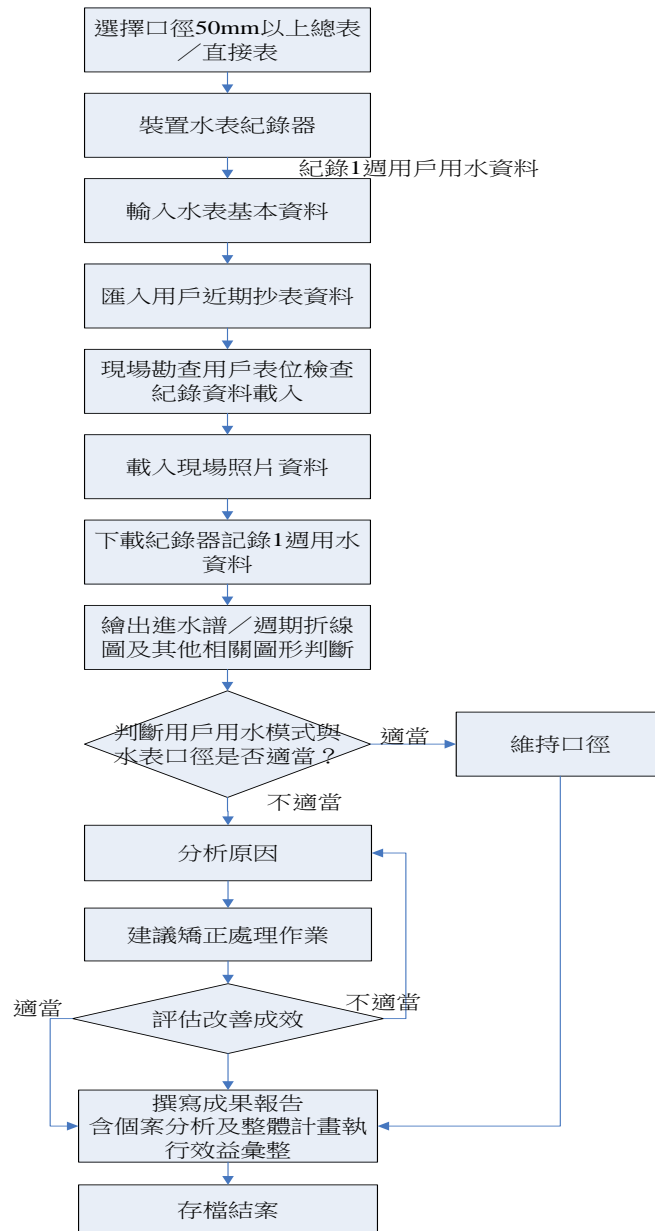 選擇口徑50mm以上總表
／直接表
裝置水表紀錄器
紀錄1週用戶用水資料
輸入水表基本資料
匯入用戶近期抄表資料
現場勘查用戶表位檢查
紀錄資料載入
載入現場照片資料
下載紀錄器記錄1週用水
資料
繪出進水譜／週期折線
圖及其他相關圖形判斷
判斷用戶用水模式與
水表口徑是否適當？
適當
維持口徑
不適當
分析原因
建議矯正處理作業
適當
評估改善成效
不適當
撰寫成果報告
含個案分析及整體計畫執
行效益彙整
存檔結案